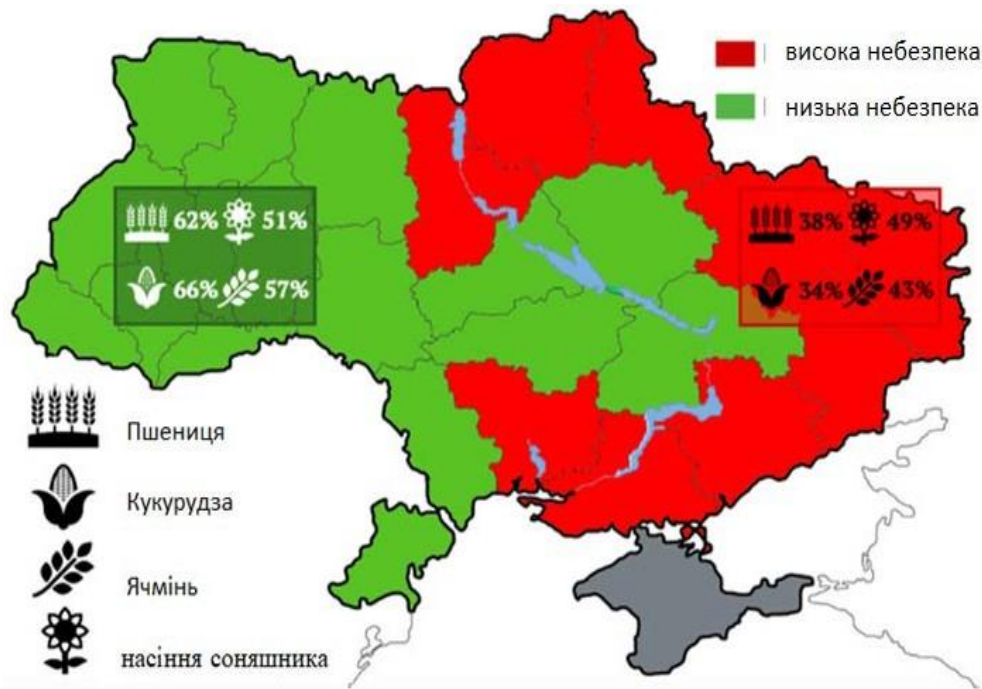 висока небезпека
низька небезпека
62% 51%
66% 57%
38% 49%
34% 43%
Пшениця
Кукурудза
Ячмінь
насіння соняшника